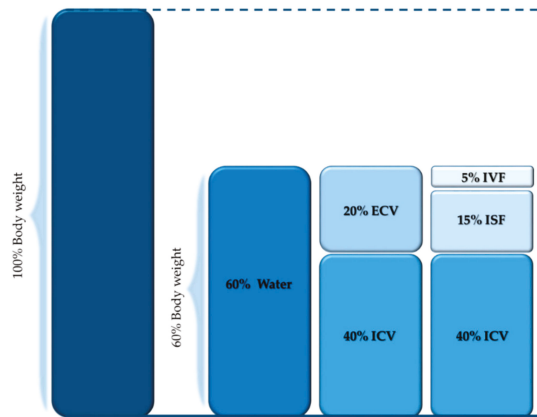 100% Body weight
60% Body weight
60%  Water
20% ECV
40% ICV
5% IVF
15% ISF
40% ICV